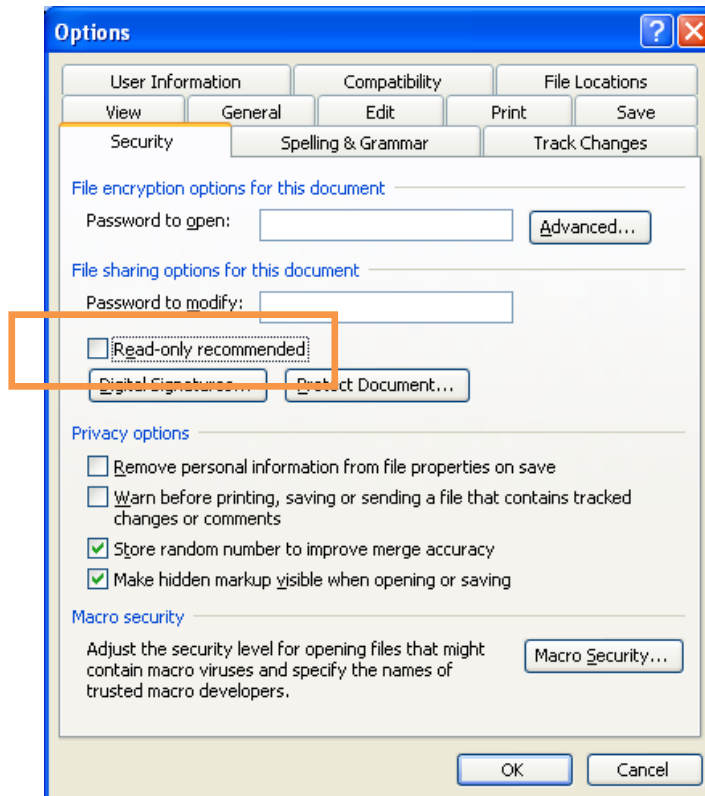 Options
User Information Compatibility File Locations
View General Edit Print Save
Security Spelling & Grammar Track Changes
File encryption options for this document
Password to open:
Advanced...
File sharing options for this document
Password to modify:
Read-only recommended
Digital Signatures... Protect Document...
Privacy options
Remove personal information from file properties on save
Warn before printing, saving or sending a file that contains tracked
changes or comments
Store random number to improve merge accuracy
Make hidden markup visible when opening or saving
Macro security
Adjust the security level for opening files that might
contain macro viruses and specify the names of
trusted macro developers.
Macro Security...
OK Cancel